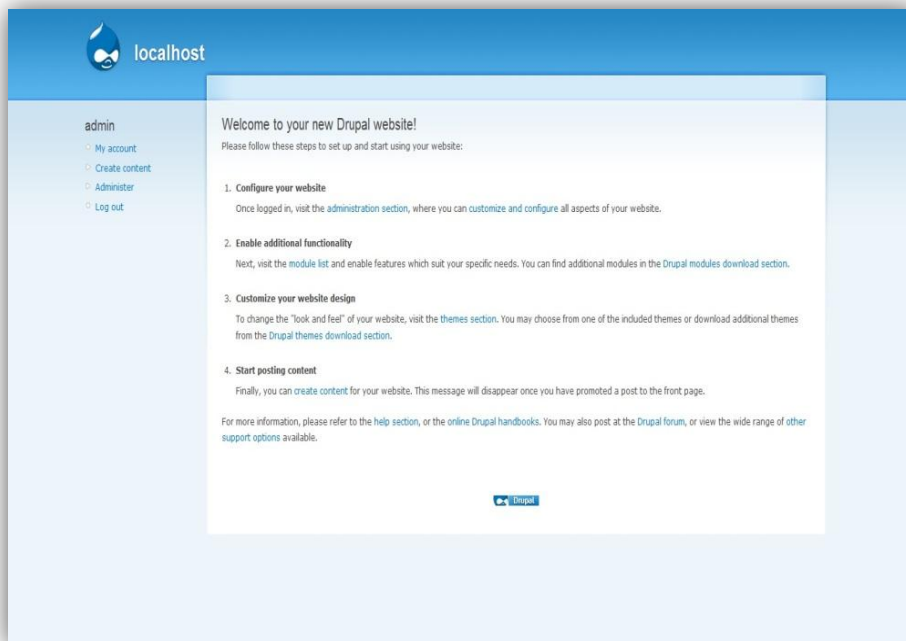 localhost
admin
My account
Create content
Administer
Log out
Welcome to your new Drupal website!
Please follow these steps to set up and start using your website:
1. Configure your website
Once logged in, visit the administration section, where you can customize and configure all aspects of your website.
2. Enable additional functionality
Next, visit the module list and enable features which suit your specific needs. You can find additional modules in the Drupal modules download section.
3. Customize your website design
To change the "look and feel" of your website, visit the themes section. You may choose from one of the included themes or download additional themes
from the Drupal themes download section.
4. Start posting content
Finally, you can create content for your website. This message will disappear once you have promoted a post to the front page.
For more information, please refer to the help section, or the online Drupal handbooks. You may also post at the Drupal forum, or view the wide range of other
support options available.
Drupal